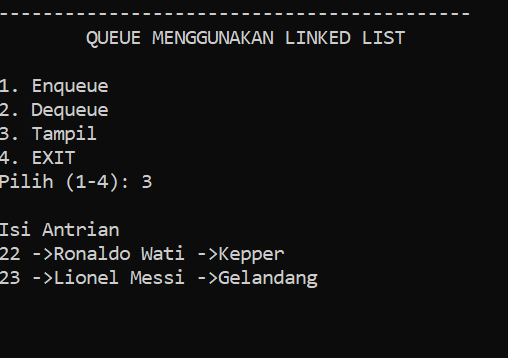 --------------------------------------------
QUEUE MENGGUNAKAN LINKED LIST
1. Enqueue
2. Dequeue
3. Tampil
4. EXIT
Pilih (1-4): 3
Isi Antrian
22 ->Ronaldo Wati ->Kepper
23 ->Lionel Messi ->Gelandang